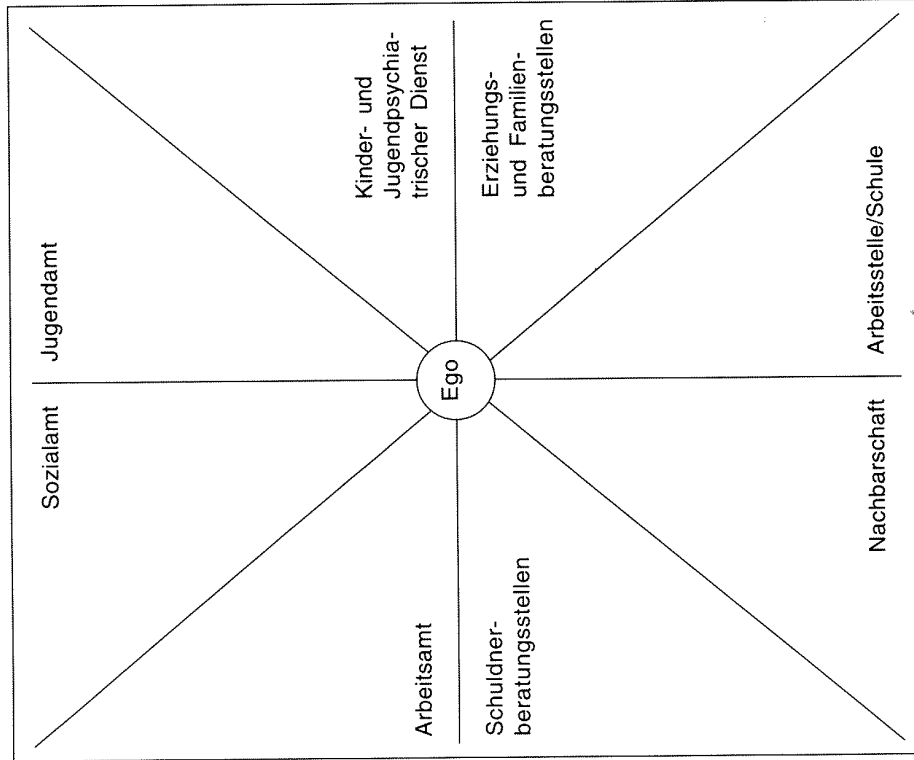 Sozialamt
Jugendamt
Kinder- und
Jugendpsychia-
trischer Dienst
Arbeitsamt
Ego
Schuldner-
beratungsstellen
Erziehungs-
und Familien-
beratungsstellen
Nachbarschaft
Arbeitsstelle/Schule